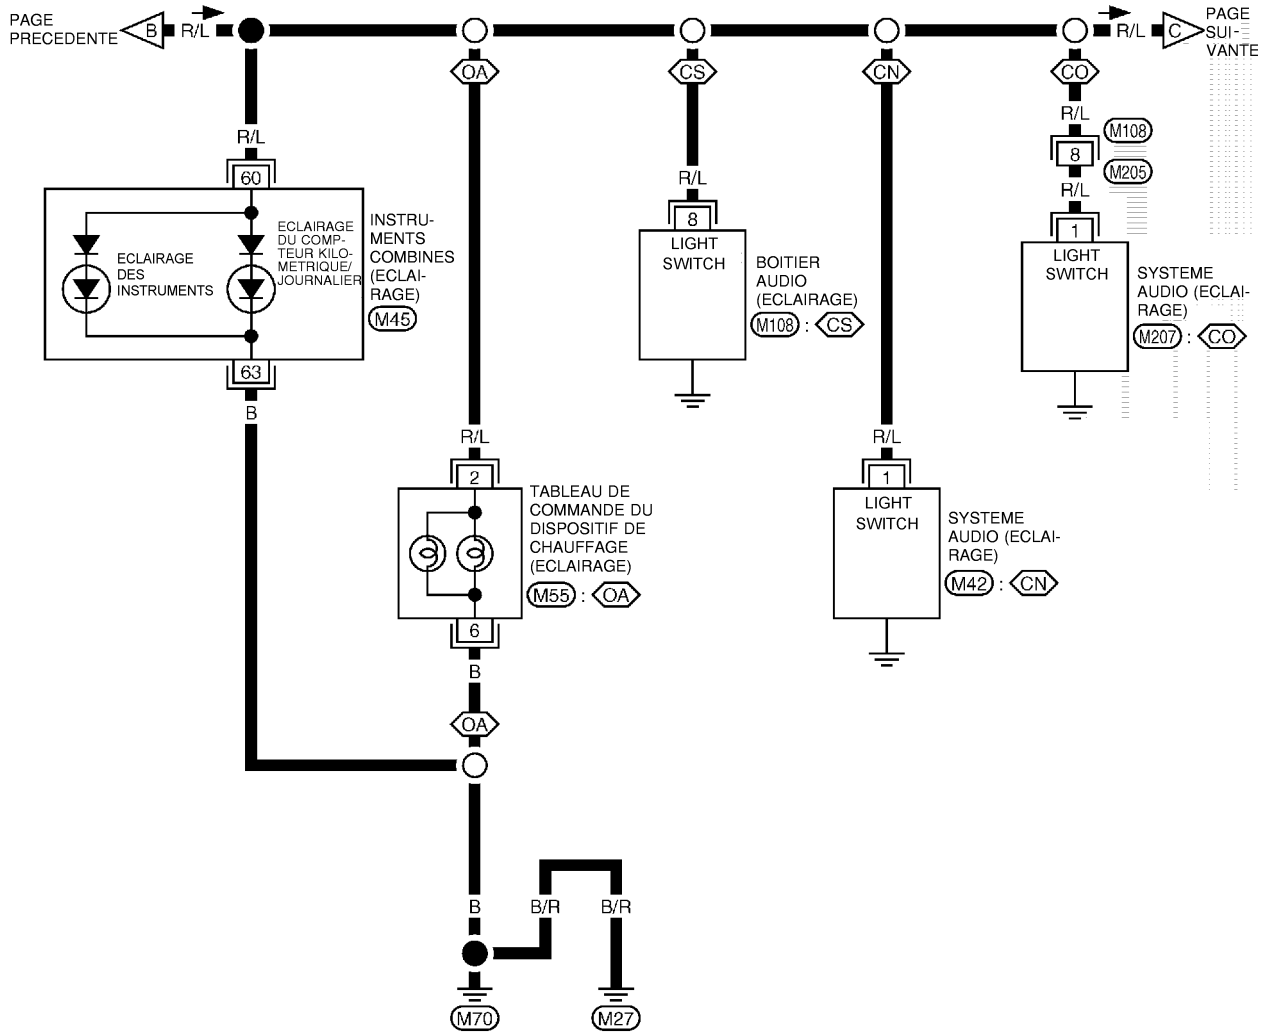 PAGE
PRECEDENTE
B
R/L
R/L
C
PAGE
SUI-
VANTE
OA
CS
CN
CO
R/L
60
ECLAIRAGE
DES
INSTRUMENTS
ECLAIRAGE
DU COMP-
TEUR KILO-
METRIQUE/
JOURNALIER
INSTRU-
MENTS
COMBINES
(ECLAI-
RAGE)
M45
63
B
R/L
8
LIGHT
SWITCH
BOITIER
AUDIO
(ECLAIRAGE)
M108 : CS
R/L
M108
8
M205
R/L
1
LIGHT
SWITCH
SYSTEME
AUDIO (ECLAI-
RAGE)
M207 : CO
R/L
2
TABLEAU DE
COMMANDE DU
DISPOSITIF DE
CHAUFFAGE
(ECLAIRAGE)
M55 : OA
6
B
OA
R/L
1
LIGHT
SWITCH
SYSTEME
AUDIO (ECLAI-
RAGE)
M42 : CN
B
B/R
B/R
M70
M27